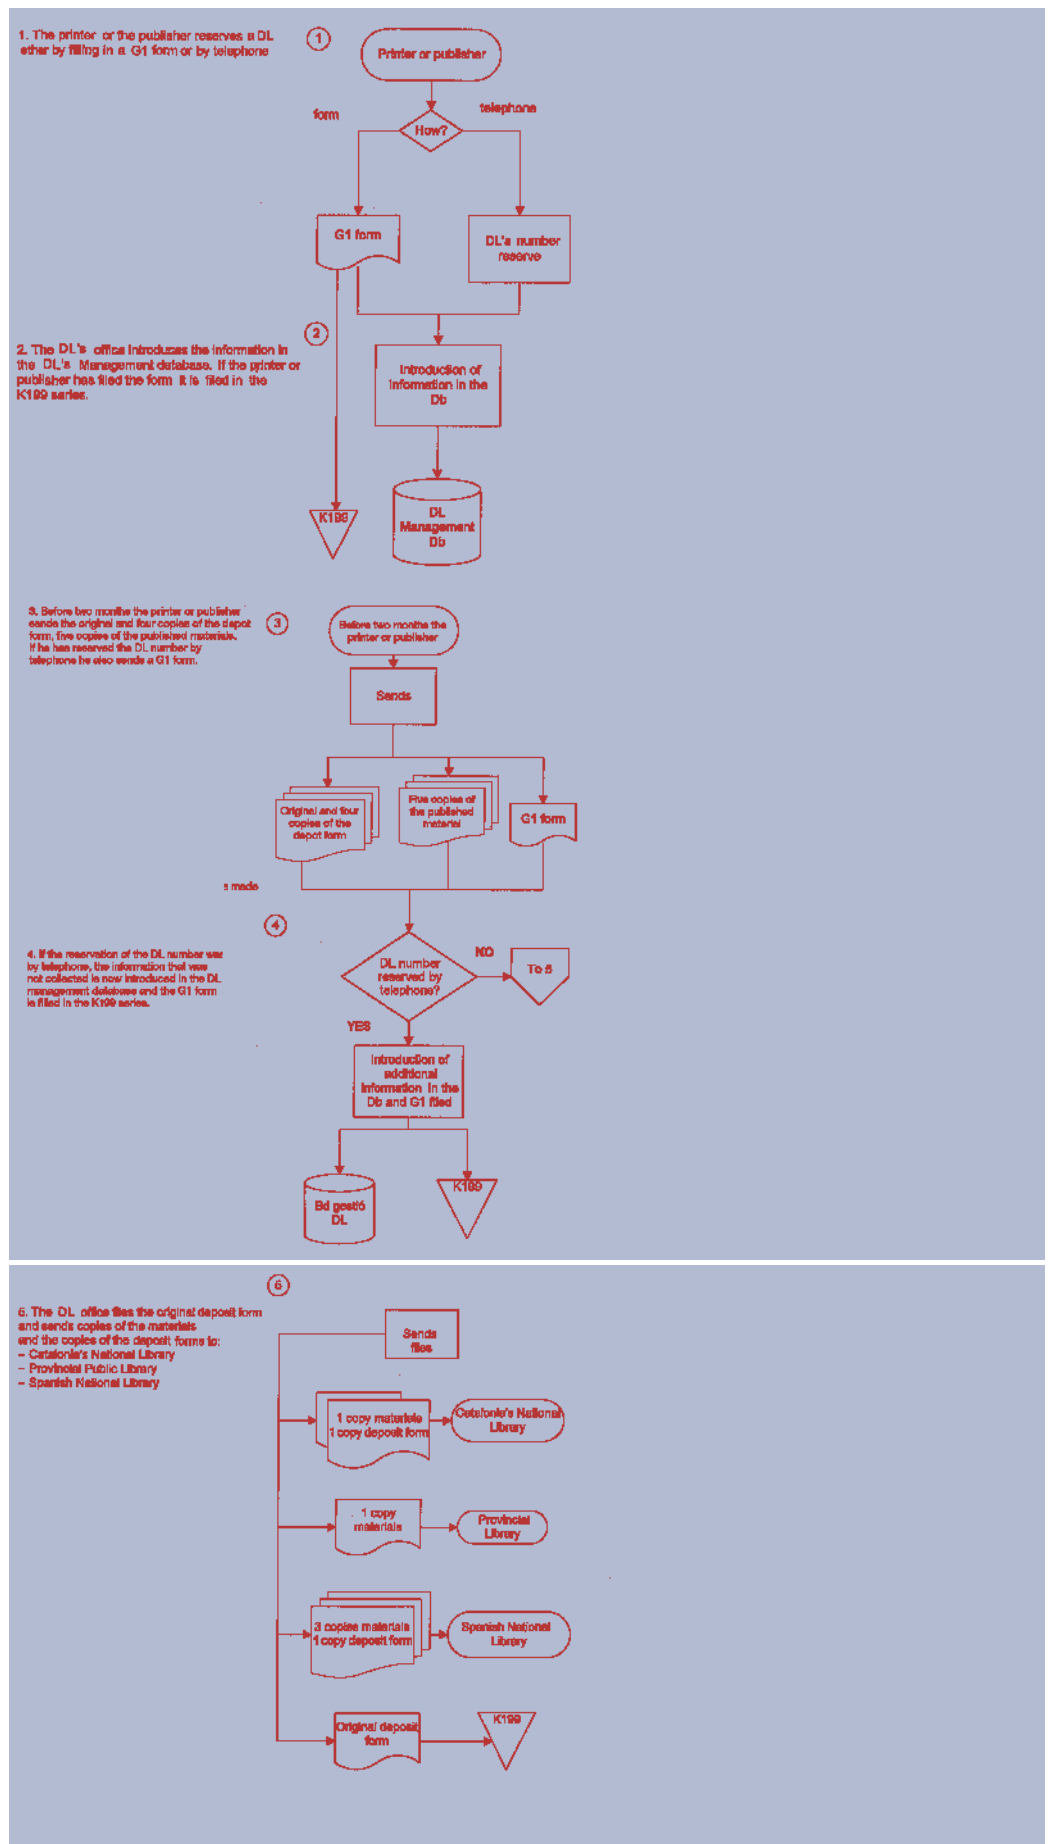 1. The printer or the publisher reserves a DL
ether by filling in a G1 form or by telephone
1
Printer or publisher
form
telephone
How?
G1 form
DL's number
reserve
2
2. The DL's office introduces the information in
the DL's Management database. If the printer or
publisher has filed the form it is filed in the
K199 series.
Introduction of
information in the
Db
K199
DL
Management
Db
3. Before two months the printer or publisher
sends the original and four copies of the depot
form, five copies of the published materials.
If he has reserved the DL number by
telephone he also sends a G1 form.
3
Before two months the
printer or publisher
Sends
Original and four
copies of the
depot form
Five copies of
the published
material
G1 form
s made
4
4. If the reservation of the DL number was
by telephone, the information that was
not collected is now introduced in the DL
management database and the G1 form
is filled in the K199 series.
DL number
reserved by
telephone?
NO
To 5
YES
Introduction of
additional
information in the
Db and G1 filed
Bd gestió
DL
K199
5
5. The DL office files the original deposit form
and sends copies of the materials
and the copies of the deposit forms to:
– Catalonia's National Library
– Provincial Public Library
– Spanish National Library
Sends
files
1 copy materials
1 copy deposit form
Catalonia's National
Library
1 copy
materials
Provincial
Library
3 copies materials
1 copy deposit form
Spanish National
Library
Original deposit
form
K199